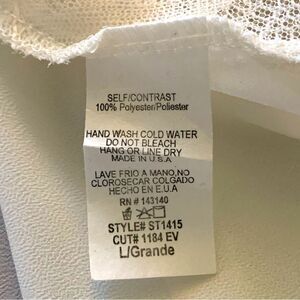 SELF/CONTRAST
100% Polyester/Poliester
HAND WASH COLD WATER
DO NOT BLEACH
HANG OR LINE DRY
MADE IN U.S.A
LAVE FRIO A MANO,NO
CLOROSECAR COLGADO
HECHO EN E.U.A
RN # 143140
STYLE# ST1415
CUT# 1184 EV
L/Grande